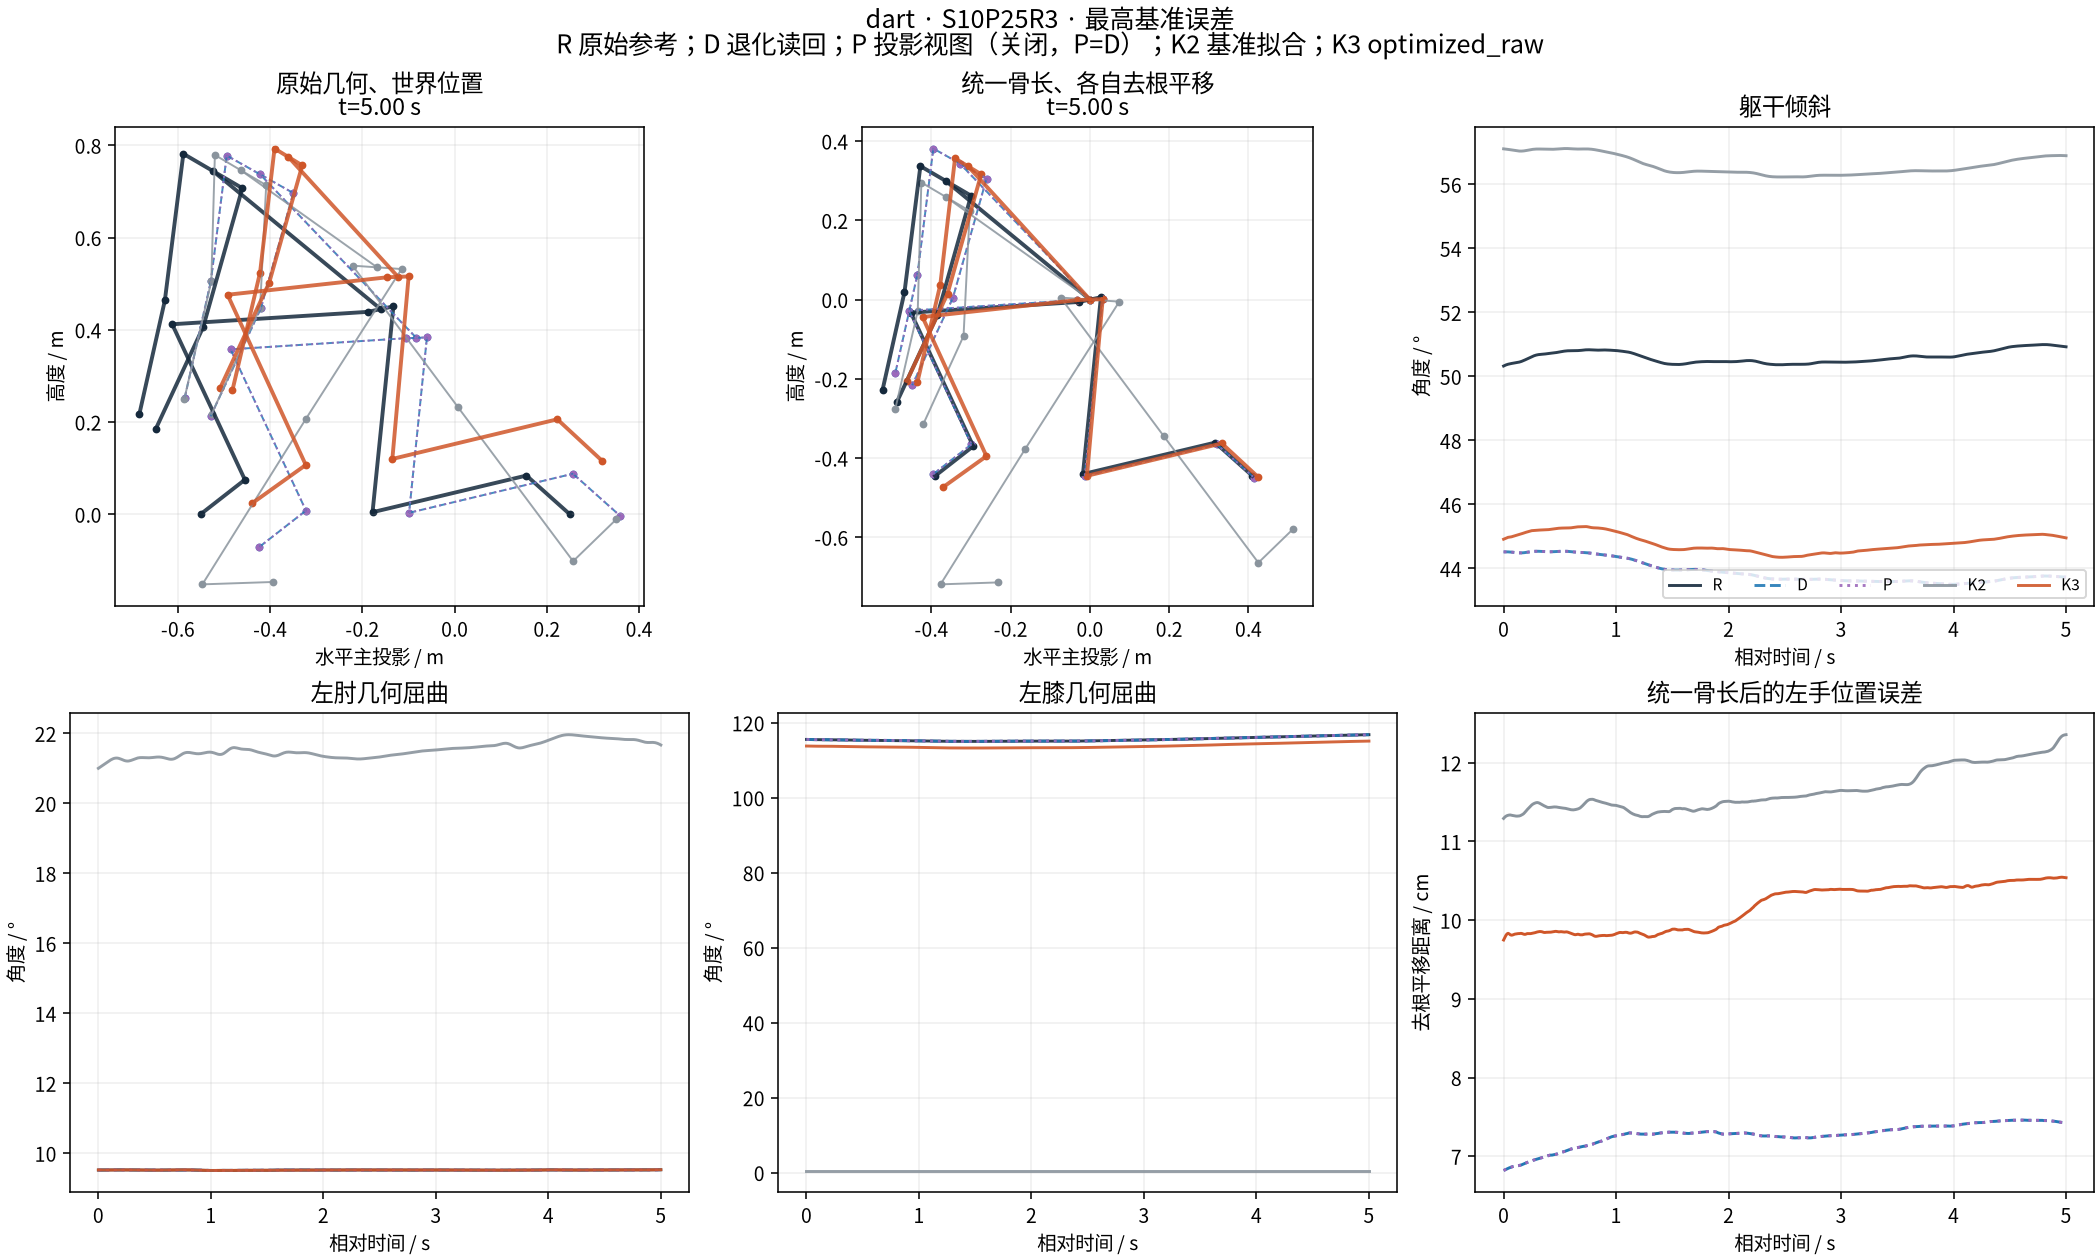 dart · S10P25R3 · 最高基准误差
R 原始参考；D 退化读回；P 投影视图（关闭，P=D）；K2 基准拟合；K3 optimized_raw
原始几何、世界位置
t=5.00 s
高度 / m
0.8
0.6
0.4
0.2
0.0
-0.6
-0.4
-0.2
0.0
0.2
0.4
水平主投影 / m
统一骨长、各自去根平移
t=5.00 s
高度 / m
0.4
0.2
0.0
-0.2
-0.4
-0.6
-0.4
-0.2
0.0
0.2
0.4
水平主投影 / m
躯干倾斜
角度 / °
56
54
52
50
48
46
44
R
D
P
K2
K3
0
1
2
3
4
5
相对时间 / s
左肘几何屈曲
角度 / °
22
20
18
16
14
12
10
0
1
2
3
4
5
相对时间 / s
左膝几何屈曲
角度 / °
120
100
80
60
40
20
0
0
1
2
3
4
5
相对时间 / s
统一骨长后的左手位置误差
去根平移距离 / cm
12
11
10
9
8
7
0
1
2
3
4
5
相对时间 / s